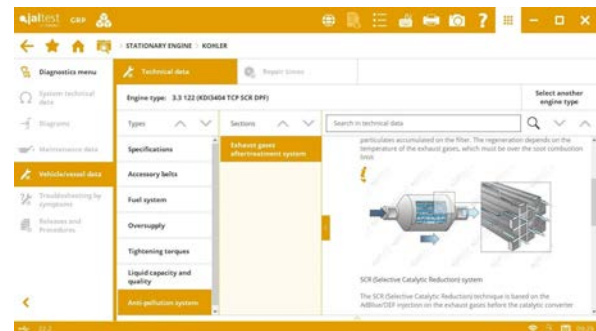 jaltest GRP
STATIONARY ENGINE KOHLER
Diagnostics menu
Technical data
Repair times
System technical data
Engine type: 3.3 122 (KDI3404 TCP SCR DPF)
Select another engine type
Diagrams
Types
Sections
Search in technical data
Maintenance data
Specifications
Exhaust gases aftertreatment system
particulates accumulated on the filter. The regeneration depends on the
temperature of the exhaust gases, which must be over the soot combustion
limit.
Vehicle/vessel data
Accessory belts
Troubleshooting by symptoms
Fuel system
Releases and Procedures
Oversupply
Tightening torques
Liquid capacity and quality
SCR (Selective Catalytic Reduction) system
Anti-pollution system
The SCR (Selective Catalytic Reduction) technique is based on the
AdBlue/DEF injection on the exhaust gases before the catalytic converter
22.2